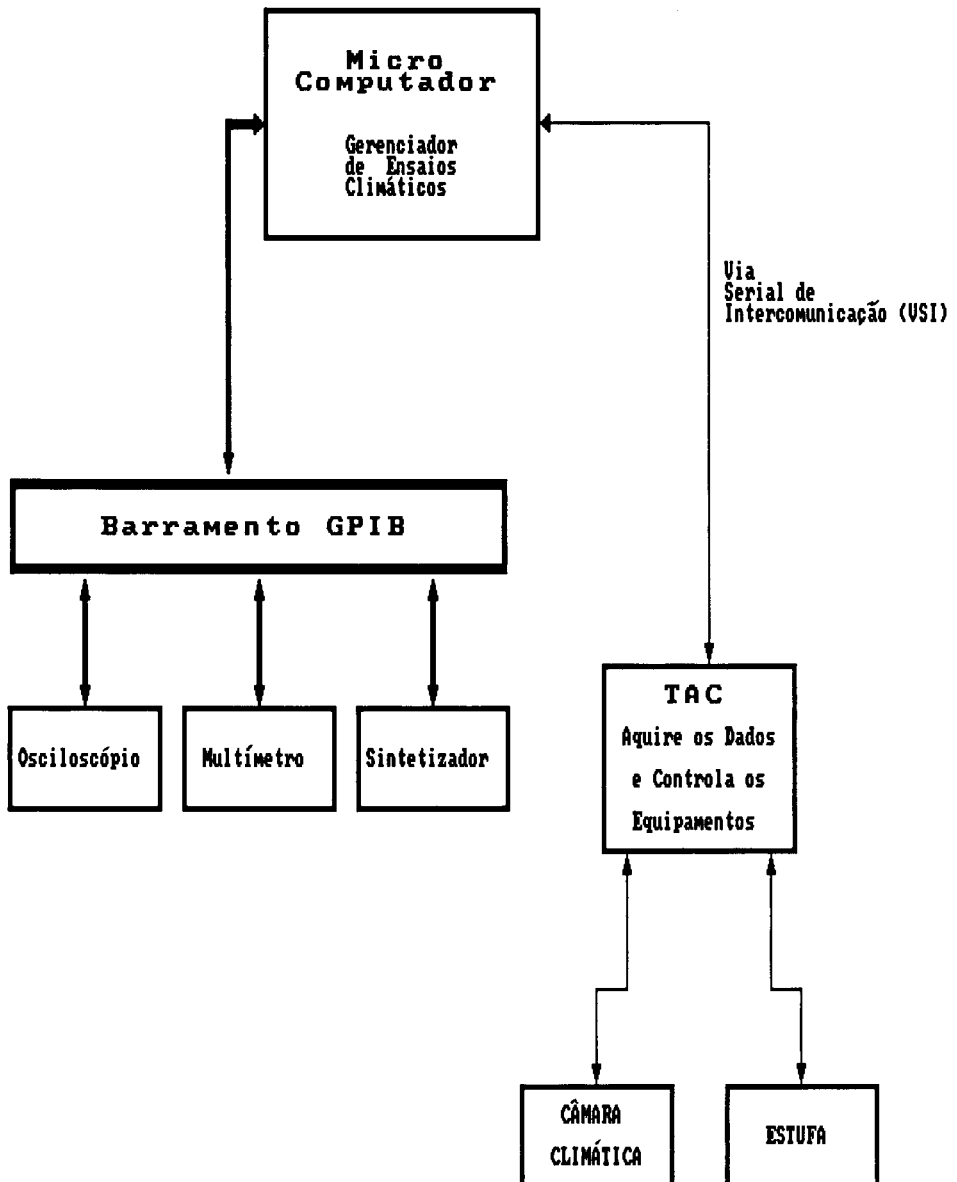 Micro
Computador
Gerenciador
de Ensaios
Climáticos
Via
Serial de
Intercomunicação (VSI)
Barramento GPIB
Osciloscópio
Multímetro
Sintetizador
TAC
Aquire os Dados
e Controla os
Equipamentos
CÂMARA
CLIMÁTICA
ESTUFA